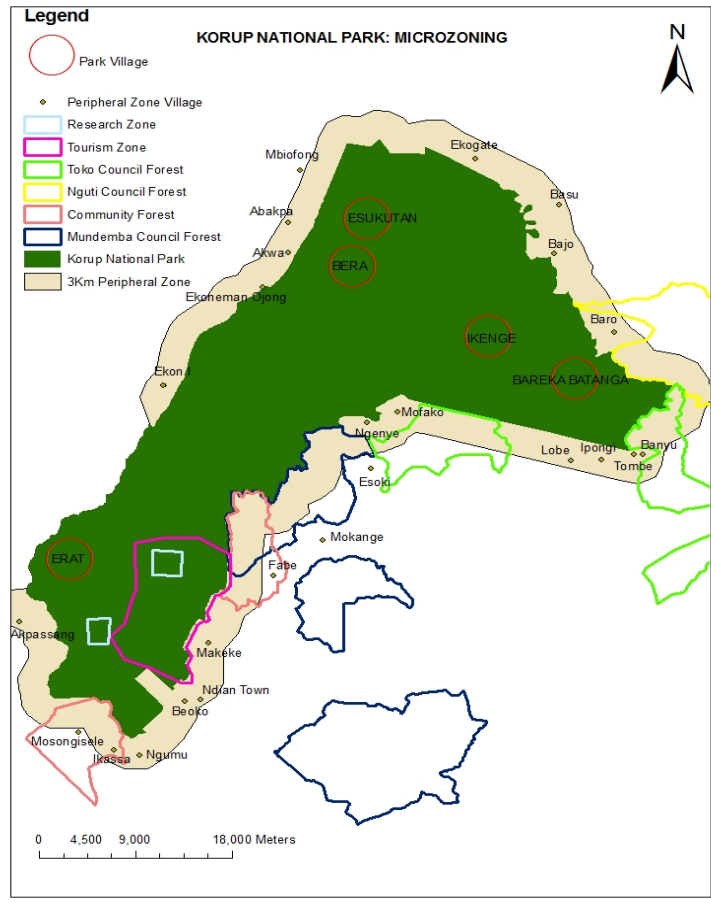 Legend
KORUP NATIONAL PARK: MICROZONING
N
Park Village
Peripheral Zone Village
Research Zone
Tourism Zone
Toko Council Forest
Nguti Council Forest
Community Forest
Mundemba Council Forest
Korup National Park
3Km Peripheral Zone
Ekogate
Mbiofong
Basu
Abakpa
ESUKUTAN
Bajo
Akwa
BERA
Ekoneman Ojong
Baro
IKENGE
Ekon I
BAREKA BATANGA
Mofako
Ngenye
Lobe
Ipongi
Banyu
Tombe
Esoki
Mokange
ERAT
Fabe
Akpassang
Makeke
Ndian Town
Beoko
Mosongisele
Ikassa
Ngumu
0 4,500 9,000 18,000 Meters